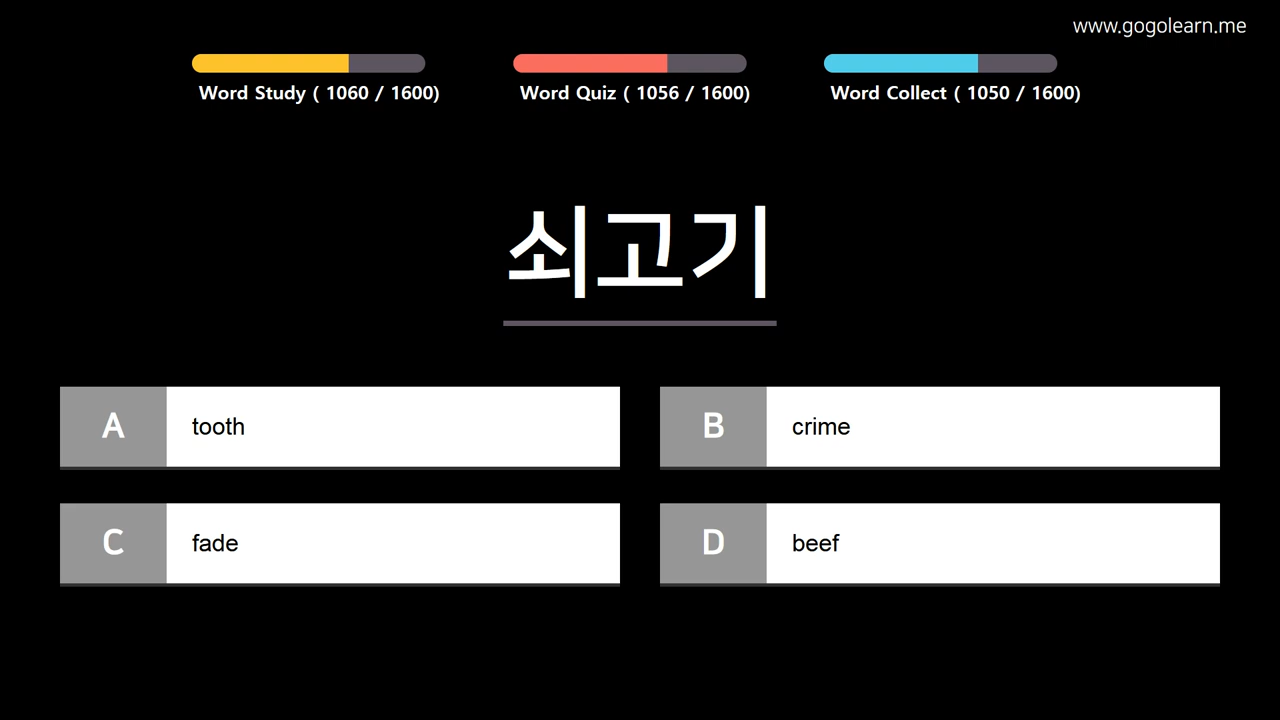 www.gogolearn.me
Word Study ( 1060 / 1600)
Word Quiz ( 1056 / 1600)
Word Collect ( 1050 / 1600)
쇠고기
A tooth
B crime
C fade
D beef